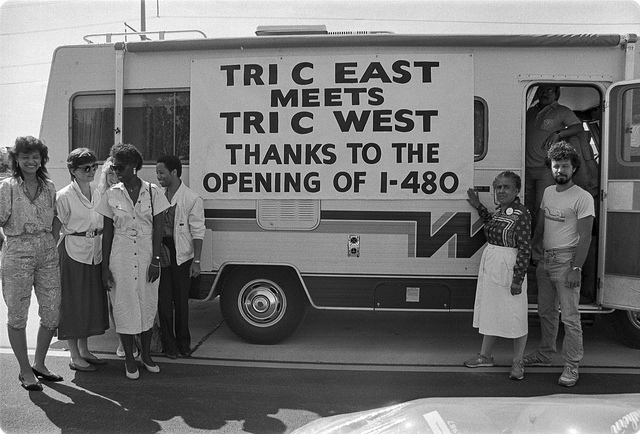 TRI C EAST
MEETS
TRI C WEST
THANKS TO THE
OPENING OF I-480